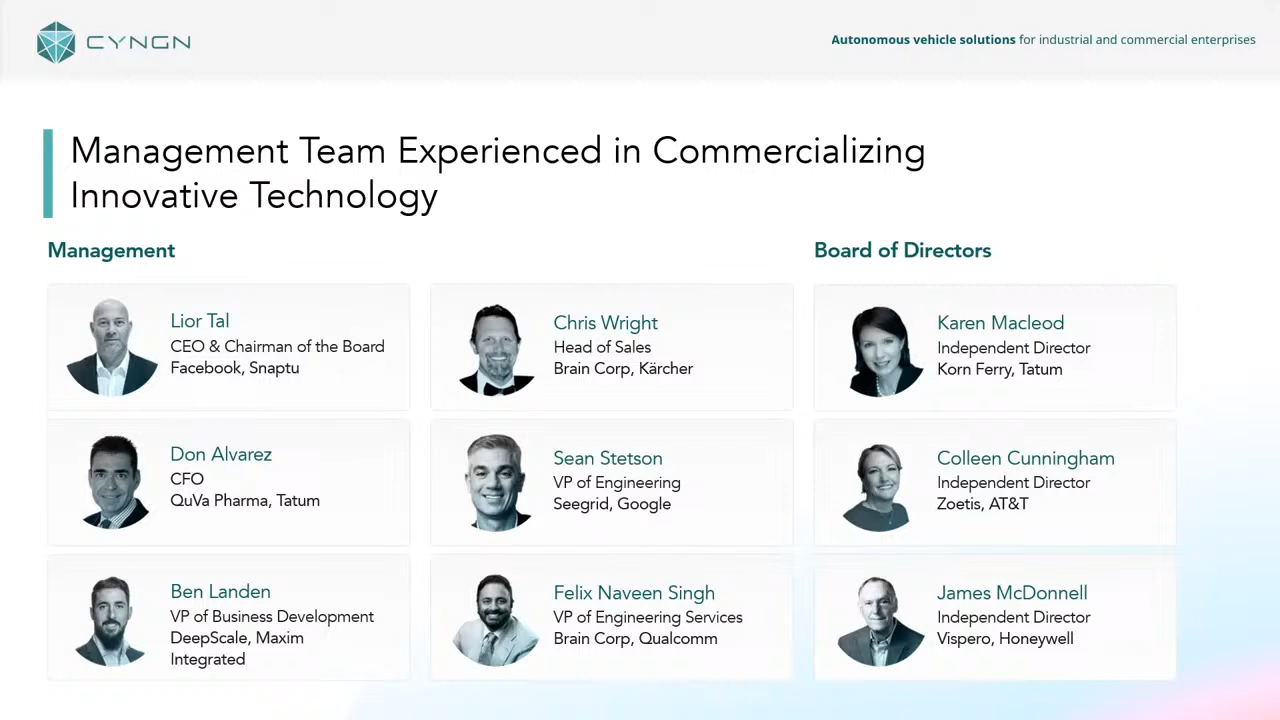 CYNGN
Autonomous vehicle solutions for industrial and commercial enterprises
Management Team Experienced in Commercializing
Innovative Technology
Management
Board of Directors
Lior Tal
CEO & Chairman of the Board
Facebook, Snaptu
Chris Wright
Head of Sales
Brain Corp, Kärcher
Karen Macleod
Independent Director
Korn Ferry, Tatum
Don Alvarez
CFO
QuVa Pharma, Tatum
Sean Stetson
VP of Engineering
Seegrid, Google
Colleen Cunningham
Independent Director
Zoetis, AT&T
Ben Landen
VP of Business Development
DeepScale, Maxim
Integrated
Felix Naveen Singh
VP of Engineering Services
Brain Corp, Qualcomm
James McDonnell
Independent Director
Vispero, Honeywell